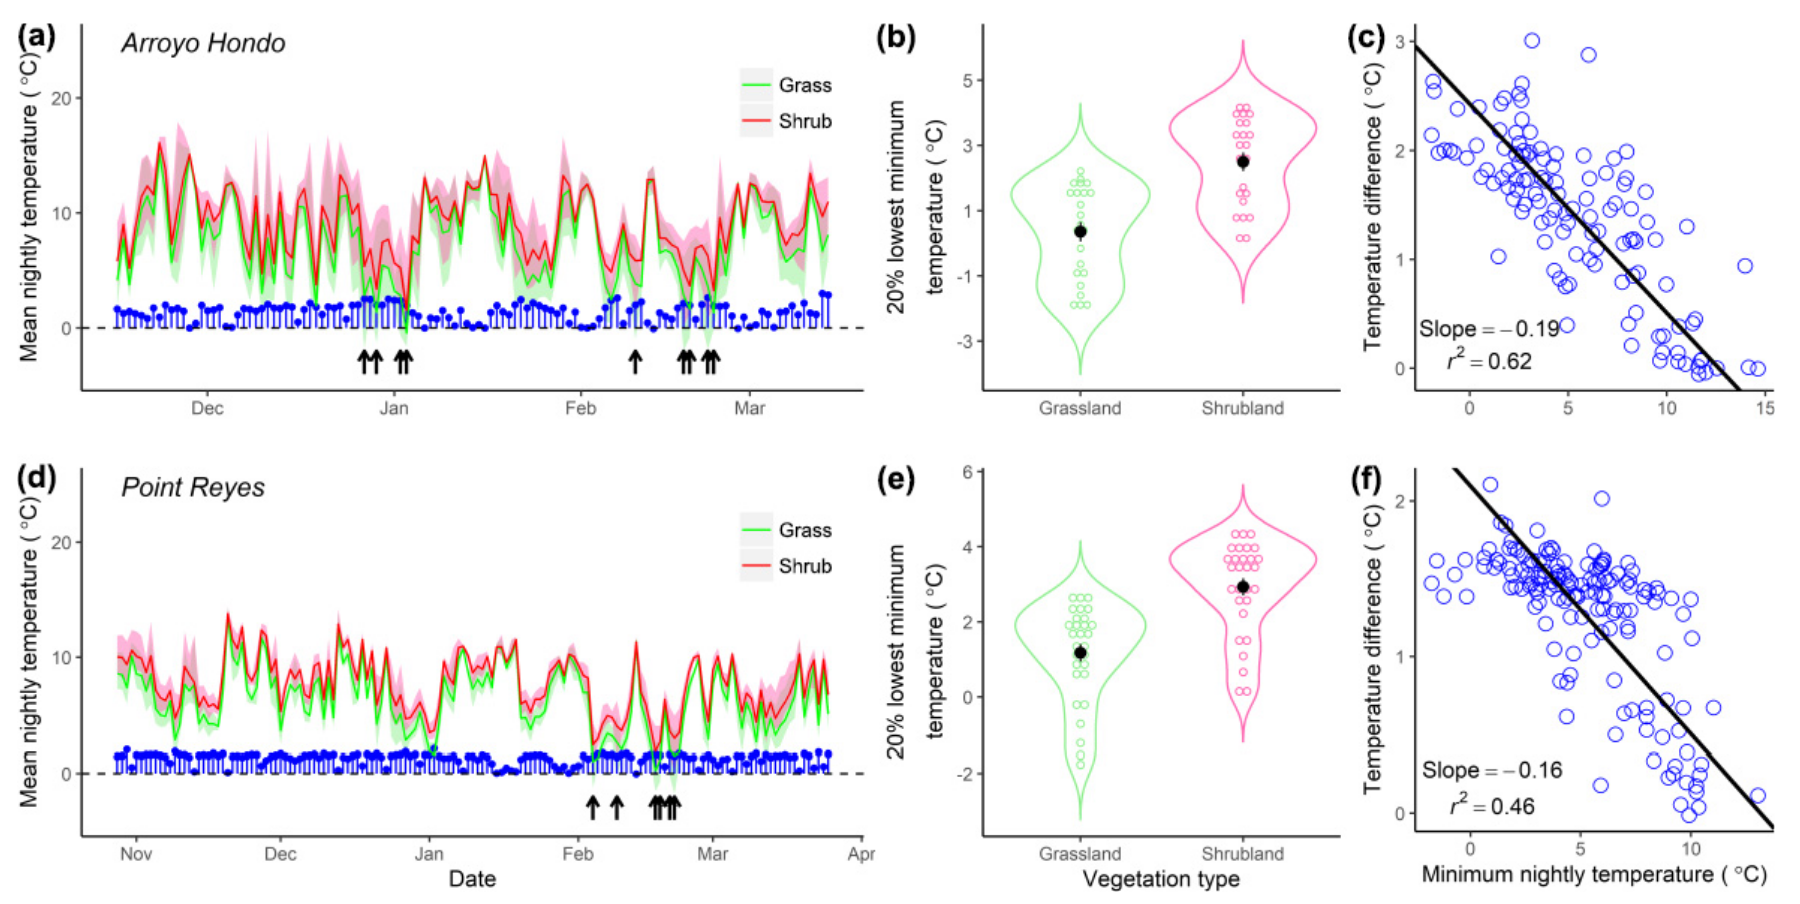 (a)
Arroyo Hondo
Mean nightly temperature ( °C)
20
10
0
Grass
Shrub
Dec
Jan
Feb
Mar
(b)
20% lowest minimum
temperature ( °C)
5
3
1
-1
-3
Grassland
Shrubland
(c)
Temperature difference ( °C)
3
2
1
0
Slope = −0.19
r² = 0.62
0
5
10
15
(d)
Point Reyes
Mean nightly temperature ( °C)
20
10
0
Grass
Shrub
Nov
Dec
Jan
Feb
Mar
Apr
Date
(e)
20% lowest minimum
temperature ( °C)
6
4
2
0
-2
Grassland
Shrubland
Vegetation type
(f)
Temperature difference ( °C)
2
1
0
Slope = −0.16
r² = 0.46
0
5
10
Minimum nightly temperature ( °C)